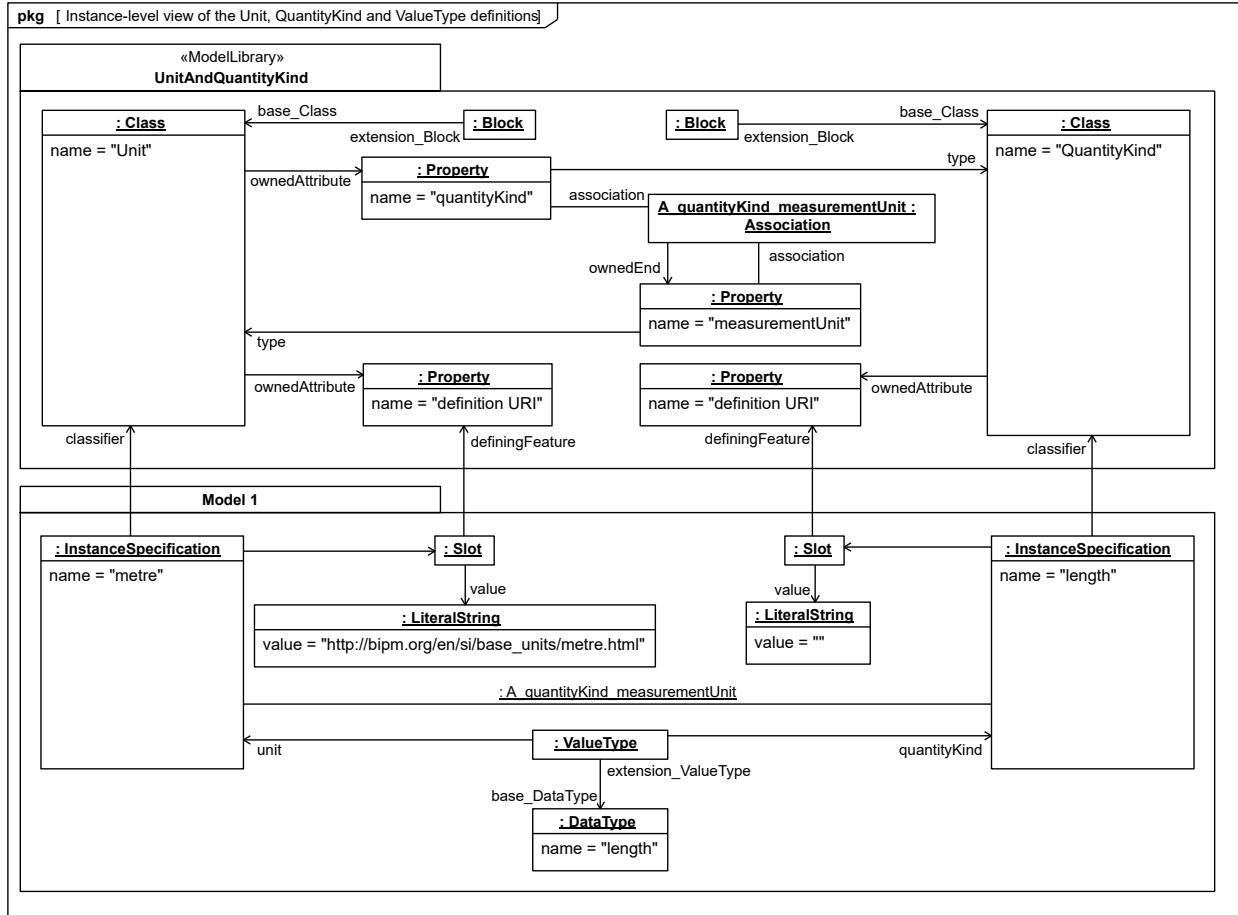 pkg [ Instance-level view of the Unit, QuantityKind and ValueType definitions]
«ModelLibrary»
UnitAndQuantityKind
: Class
name = "Unit"
base_Class
extension_Block
: Block
: Block
base_Class
extension_Block
: Class
name = "QuantityKind"
ownedAttribute
: Property
name = "quantityKind"
type
association
A_quantityKind_measurementUnit :
Association
ownedEnd
association
: Property
name = "measurementUnit"
type
ownedAttribute
: Property
name = "definition URI"
: Property
name = "definition URI"
ownedAttribute
classifier
definingFeature
definingFeature
classifier
Model 1
: InstanceSpecification
name = "metre"
: Slot
: Slot
: InstanceSpecification
name = "length"
value
value
: LiteralString
value = "http://bipm.org/en/si/base_units/metre.html"
: LiteralString
value = ""
: A_quantityKind_measurementUnit
unit
: ValueType
quantityKind
extension_ValueType
base_DataType
: DataType
name = "length"